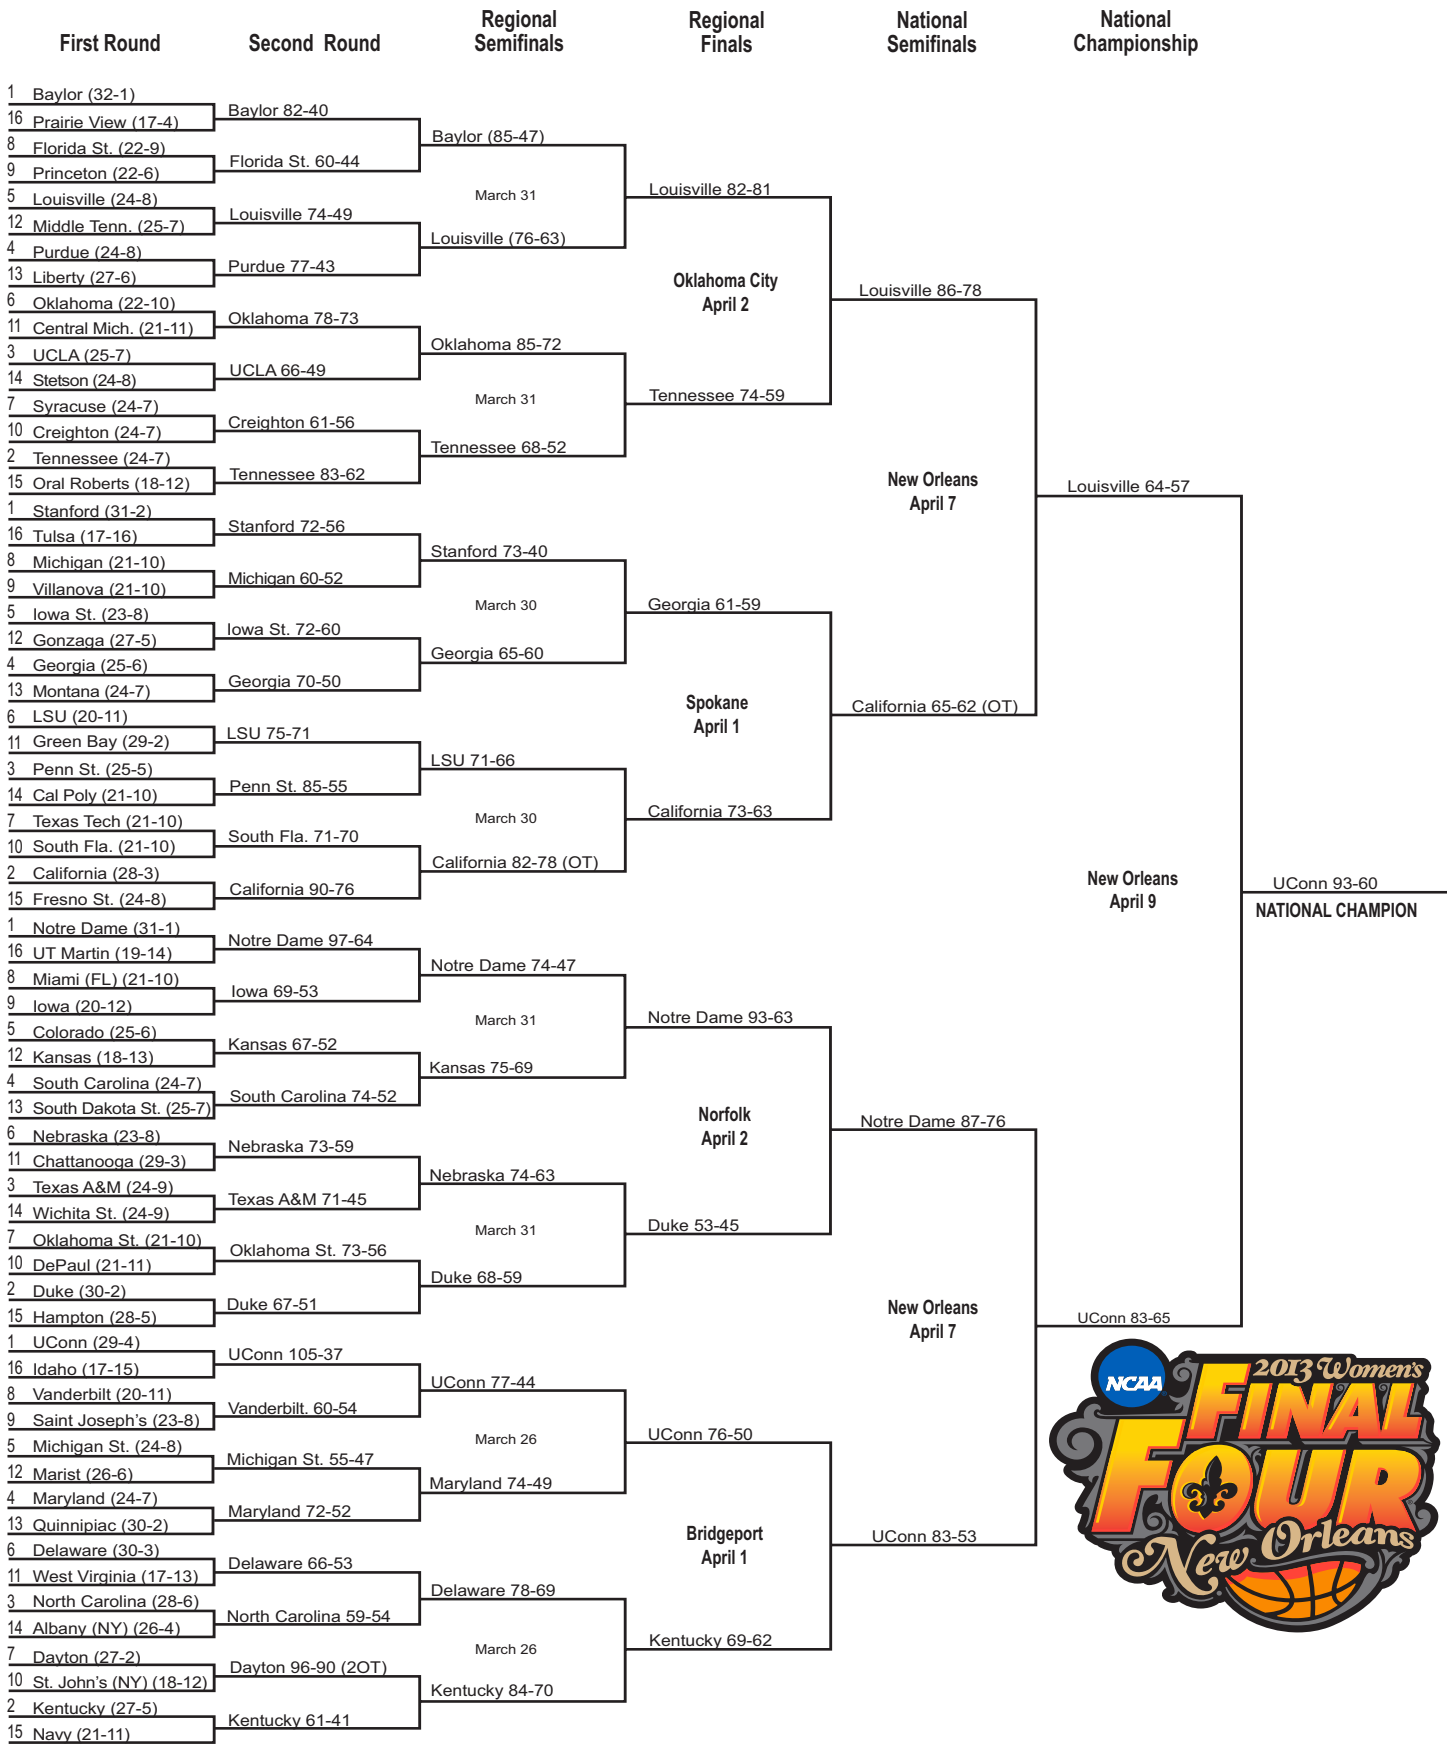 Regional
Semifinals
Regional
Finals
National
Semifinals
National
Championship
First Round
Second Round
1 Baylor (32-1)
16 Prairie View (17-4)
8 Florida St. (22-9)
9 Princeton (22-6)
5 Louisville (24-8)
12 Middle Tenn. (25-7)
4 Purdue (24-8)
13 Liberty (27-6)
6 Oklahoma (22-10)
11 Central Mich. (21-11)
3 UCLA (25-7)
14 Stetson (24-8)
7 Syracuse (24-7)
10 Creighton (24-7)
2 Tennessee (24-7)
15 Oral Roberts (18-12)
1 Stanford (31-2)
16 Tulsa (17-16)
8 Michigan (21-10)
9 Villanova (21-10)
5 Iowa St. (23-8)
12 Gonzaga (27-5)
4 Georgia (25-6)
13 Montana (24-7)
6 LSU (20-11)
11 Green Bay (29-2)
3 Penn St. (25-5)
14 Cal Poly (21-10)
7 Texas Tech (21-10)
10 South Fla. (21-10)
2 California (28-3)
15 Fresno St. (24-8)
1 Notre Dame (31-1)
16 UT Martin (19-14)
8 Miami (FL) (21-10)
9 Iowa (20-12)
5 Colorado (25-6)
12 Kansas (18-13)
4 South Carolina (24-7)
13 South Dakota St. (25-7)
6 Nebraska (23-8)
11 Chattanooga (29-3)
3 Texas A&M (24-9)
14 Wichita St. (24-9)
7 Oklahoma St. (21-10)
10 DePaul (21-11)
2 Duke (30-2)
15 Hampton (28-5)
1 UConn (29-4)
16 Idaho (17-15)
8 Vanderbilt (20-11)
9 Saint Joseph's (23-8)
5 Michigan St. (24-8)
12 Marist (26-6)
4 Maryland (24-7)
13 Quinnipiac (30-2)
6 Delaware (30-3)
11 West Virginia (17-13)
3 North Carolina (28-6)
14 Albany (NY) (26-4)
7 Dayton (27-2)
10 St. John's (NY) (18-12)
2 Kentucky (27-5)
15 Navy (21-11)
Baylor 82-40
Florida St. 60-44
Louisville 74-49
Purdue 77-43
Oklahoma 78-73
UCLA 66-49
Creighton 61-56
Tennessee 83-62
Stanford 72-56
Michigan 60-52
Iowa St. 72-60
Georgia 70-50
LSU 75-71
Penn St. 85-55
South Fla. 71-70
California 90-76
Notre Dame 97-64
Iowa 69-53
Kansas 67-52
South Carolina 74-52
Nebraska 73-59
Texas A&M 71-45
Oklahoma St. 73-56
Duke 67-51
UConn 105-37
Vanderbilt. 60-54
Michigan St. 55-47
Maryland 72-52
Delaware 66-53
North Carolina 59-54
Dayton 96-90 (2OT)
Kentucky 61-41
Baylor (85-47)
March 31
Louisville (76-63)
Oklahoma 85-72
March 31
Tennessee 68-52
Stanford 73-40
March 30
Georgia 65-60
LSU 71-66
March 30
California 82-78 (OT)
Notre Dame 74-47
March 31
Kansas 75-69
Nebraska 74-63
March 31
Duke 68-59
UConn 77-44
March 26
Maryland 74-49
Delaware 78-69
March 26
Kentucky 84-70
Louisville 82-81
Oklahoma City
April 2
Tennessee 74-59
Georgia 61-59
Spokane
April 1
California 73-63
Notre Dame 93-63
Norfolk
April 2
Duke 53-45
UConn 76-50
Bridgeport
April 1
Kentucky 69-62
Louisville 86-78
New Orleans
April 7
California 65-62 (OT)
Notre Dame 87-76
New Orleans
April 7
UConn 83-53
Louisville 64-57
New Orleans
April 9
UConn 83-65
UConn 93-60
NATIONAL CHAMPION
NCAA
2013 Women's
FINAL
FOUR
New Orleans